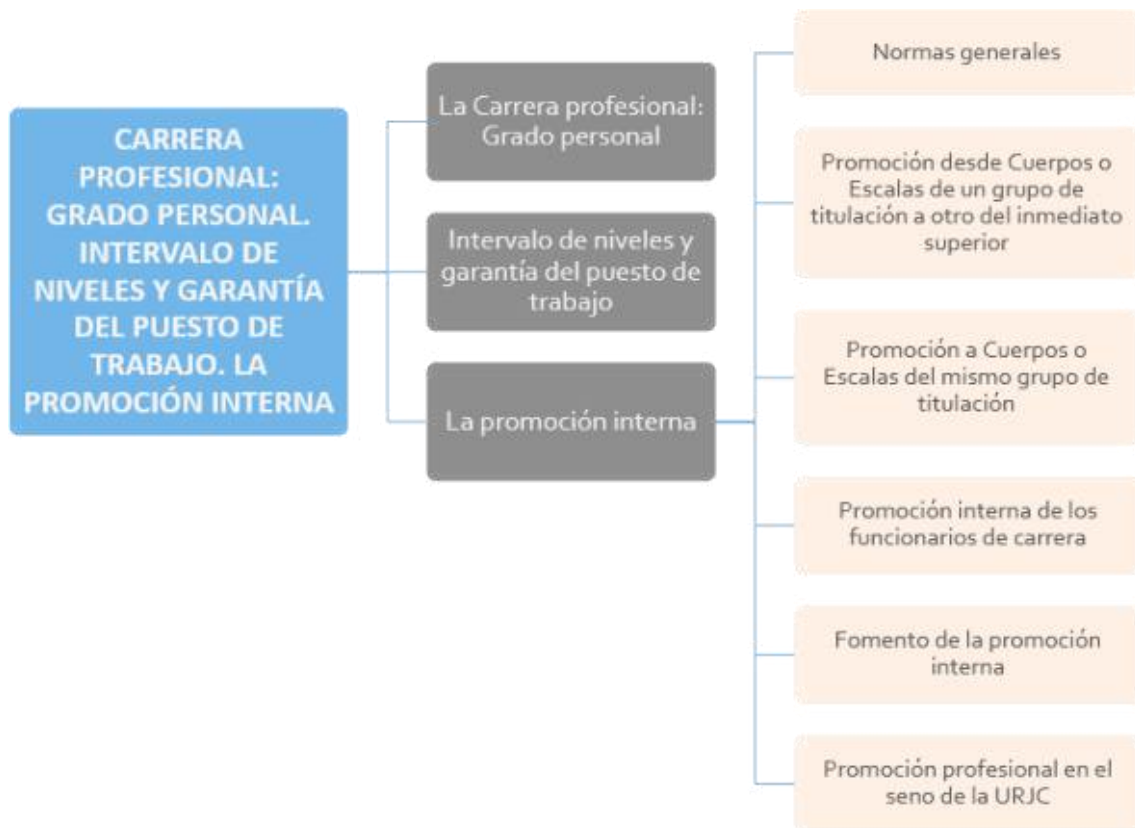 CARRERA
PROFESIONAL:
GRADO PERSONAL.
INTERVALO DE
NIVELES Y GARANTÍA
DEL PUESTO DE
TRABAJO. LA
PROMOCIÓN INTERNA
La Carrera profesional:
Grado personal
Intervalo de niveles y
garantía del puesto de
trabajo
La promoción interna
Normas generales
Promoción desde Cuerpos o
Escalas de un grupo de
titulación a otro del inmediato
superior
Promoción a Cuerpos o
Escalas del mismo grupo de
titulación
Promoción interna de los
funcionarios de carrera
Fomento de la promoción
interna
Promoción profesional en el
seno de la URJC